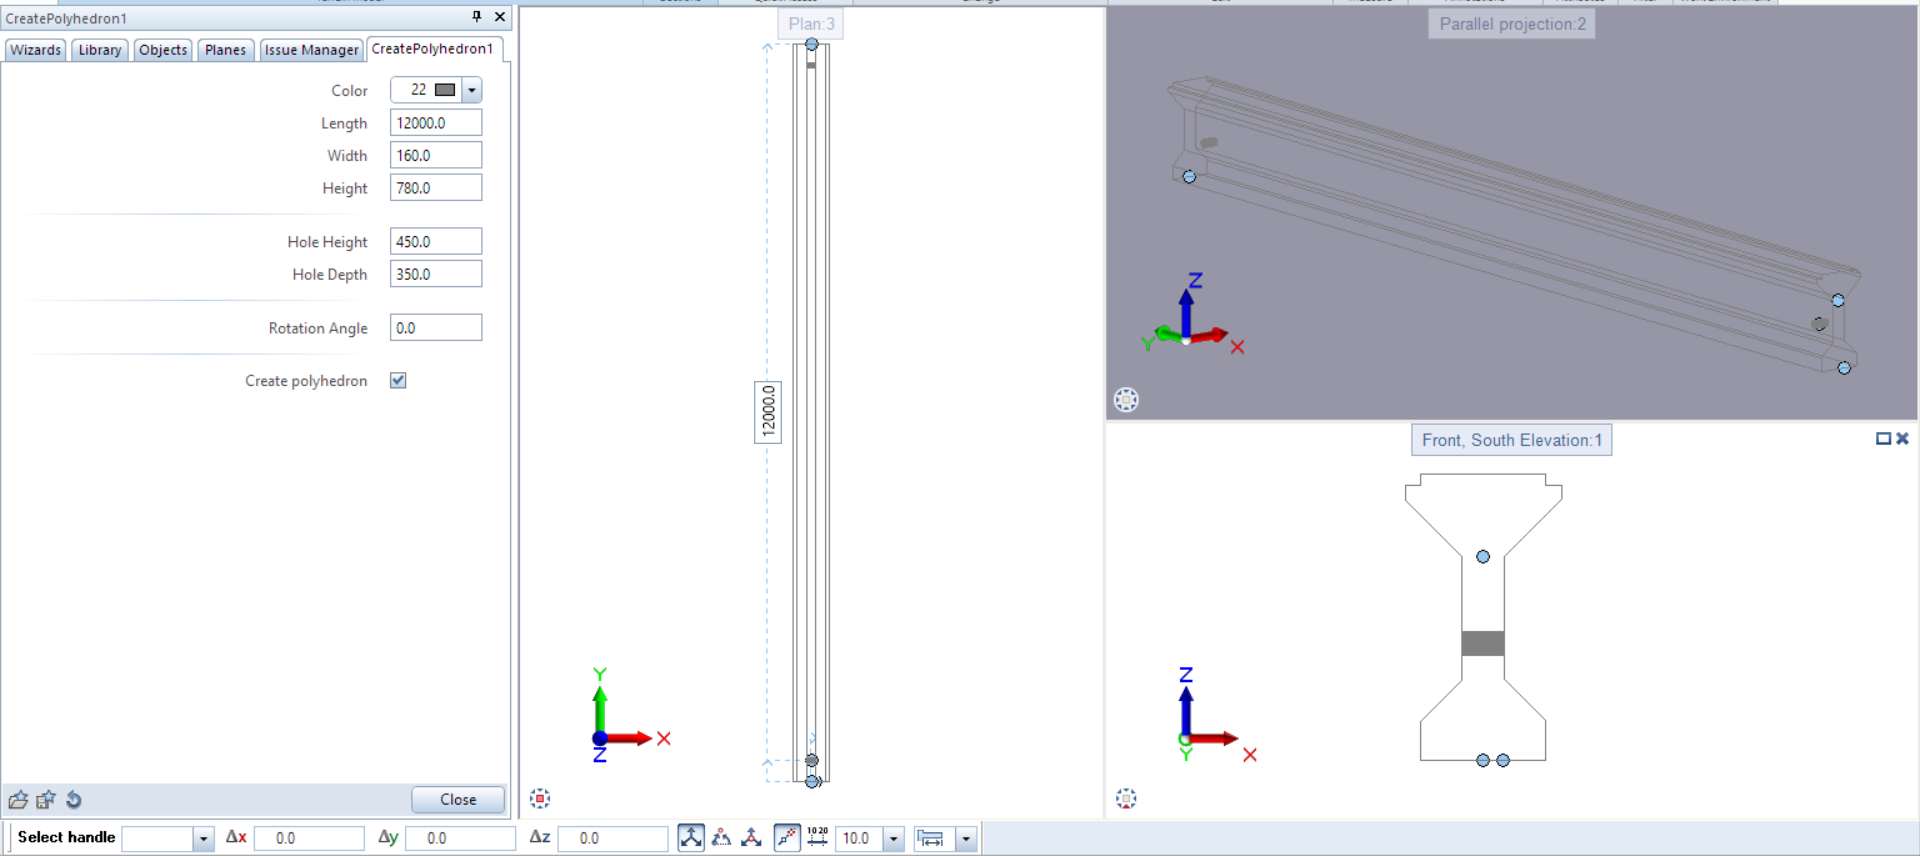 CreatePolyhedron1
Wizards Library Objects Planes Issue Manager CreatePolyhedron1
Color 22
Length 12000.0
Width 160.0
Height 780.0
Hole Height 450.0
Hole Depth 350.0
Rotation Angle 0.0
Create polyhedron
Close
Plan:3
12000.0
Y
X
Z
Parallel projection:2
Z
Y
X
Front, South Elevation:1
Z
Y
X
Select handle Δx 0.0 Δy 0.0 Δz 0.0 10 20 10.0